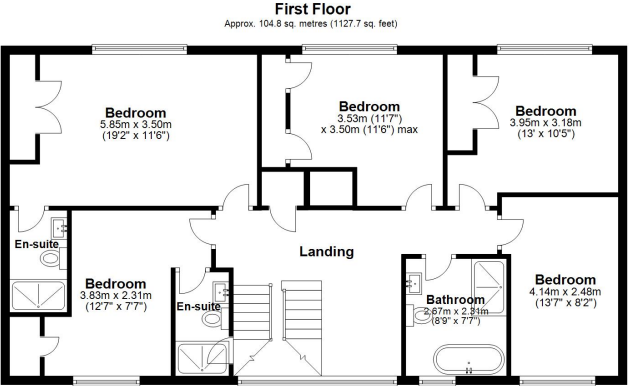 First Floor
Approx. 104.8 sq. metres (1127.7 sq. feet)
Bedroom
5.85m x 3.50m
(19'2" x 11'6")
Bedroom
3.53m (11'7")
x 3.50m (11'6") max
Bedroom
3.95m x 3.18m
(13' x 10'5")
En-suite
Bedroom
3.83m x 2.31m
(12'7" x 7'7")
En-suite
Landing
Bathroom
2.67m x 2.31m
(8'9" x 7'7")
Bedroom
4.14m x 2.48m
(13'7" x 8'2")